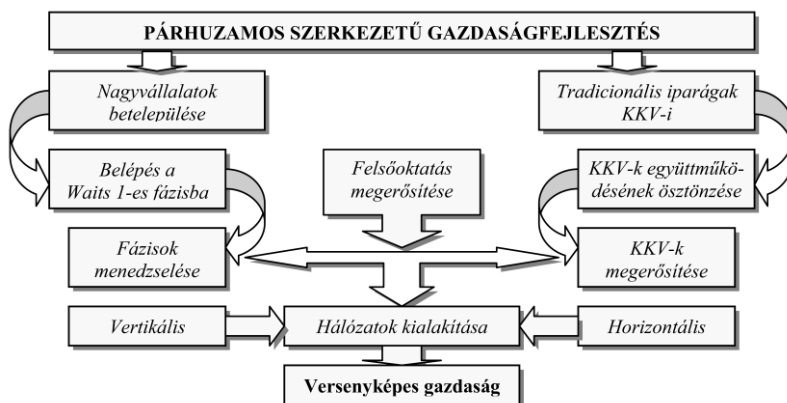 PÁRHUZAMOS SZERKEZETŰ GAZDASÁGFEJLESZTÉS
Nagyvállalatok
betelepülése
Tradicionális iparágak
KKV-i
Belépés a
Waits 1-es fázisba
Felsőoktatás
megerősítése
KKV-k együttműkö-
désének ösztönzése
Fázisok
menedzselése
KKV-k
megerősítése
Vertikális
Hálózatok kialakítása
Horizontális
Versenyképes gazdaság